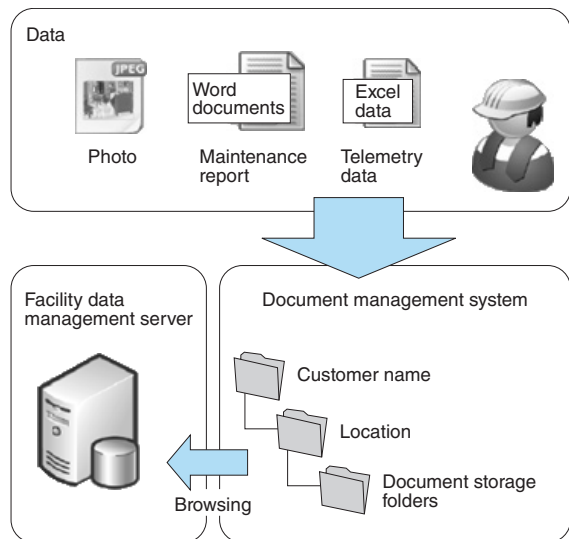 Data
JPEG
Word
documents
Excel
data
Photo
Maintenance
report
Telemetry
data
Facility data
management server
Document management system
Customer name
Location
Document storage
folders
Browsing